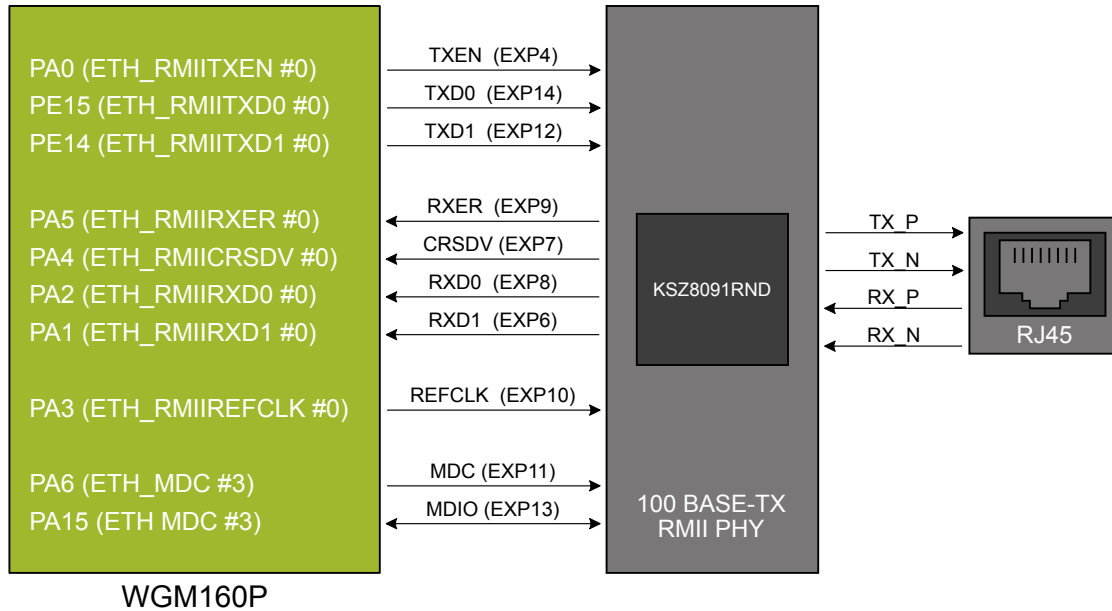 PA0 (ETH_RMIITXEN #0)
PE15 (ETH_RMIITXD0 #0)
PE14 (ETH_RMIITXD1 #0)
PA5 (ETH_RMIIRXER #0)
PA4 (ETH_RMIICRSDV #0)
PA2 (ETH_RMIIRXD0 #0)
PA1 (ETH_RMIIRXD1 #0)
PA3 (ETH_RMIIREFCLK #0)
PA6 (ETH_MDC #3)
PA15 (ETH MDC #3)
WGM160P
TXEN (EXP4)
TXD0 (EXP14)
TXD1 (EXP12)
RXER (EXP9)
CRSDV (EXP7)
RXD0 (EXP8)
RXD1 (EXP6)
REFCLK (EXP10)
MDC (EXP11)
MDIO (EXP13)
KSZ8091RND
100 BASE-TX
RMII PHY
TX_P
TX_N
RX_P
RX_N
RJ45